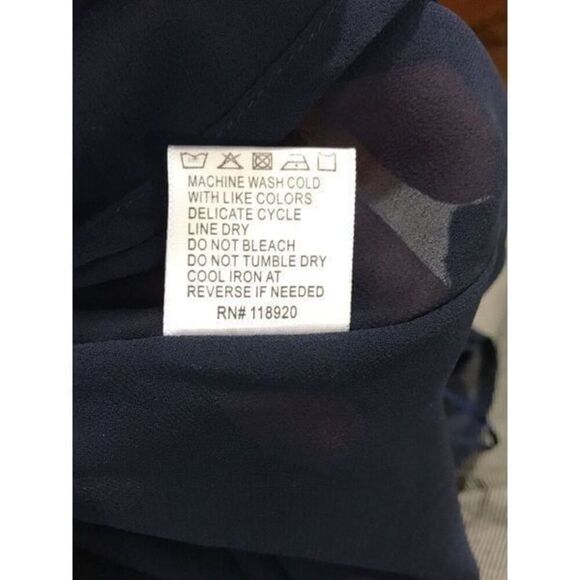 MACHINE WASH COLD
WITH LIKE COLORS
DELICATE CYCLE
LINE DRY
DO NOT BLEACH
DO NOT TUMBLE DRY
COOL IRON AT
REVERSE IF NEEDED
RN# 118920